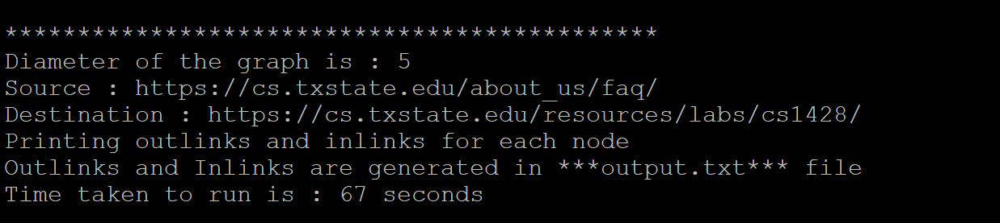 *********************************************
Diameter of the graph is : 5
Source : https://cs.txstate.edu/about_us/faq/
Destination : https://cs.txstate.edu/resources/labs/cs1428/
Printing outlinks and inlinks for each node
Outlinks and Inlinks are generated in ***output.txt*** file
Time taken to run is : 67 seconds